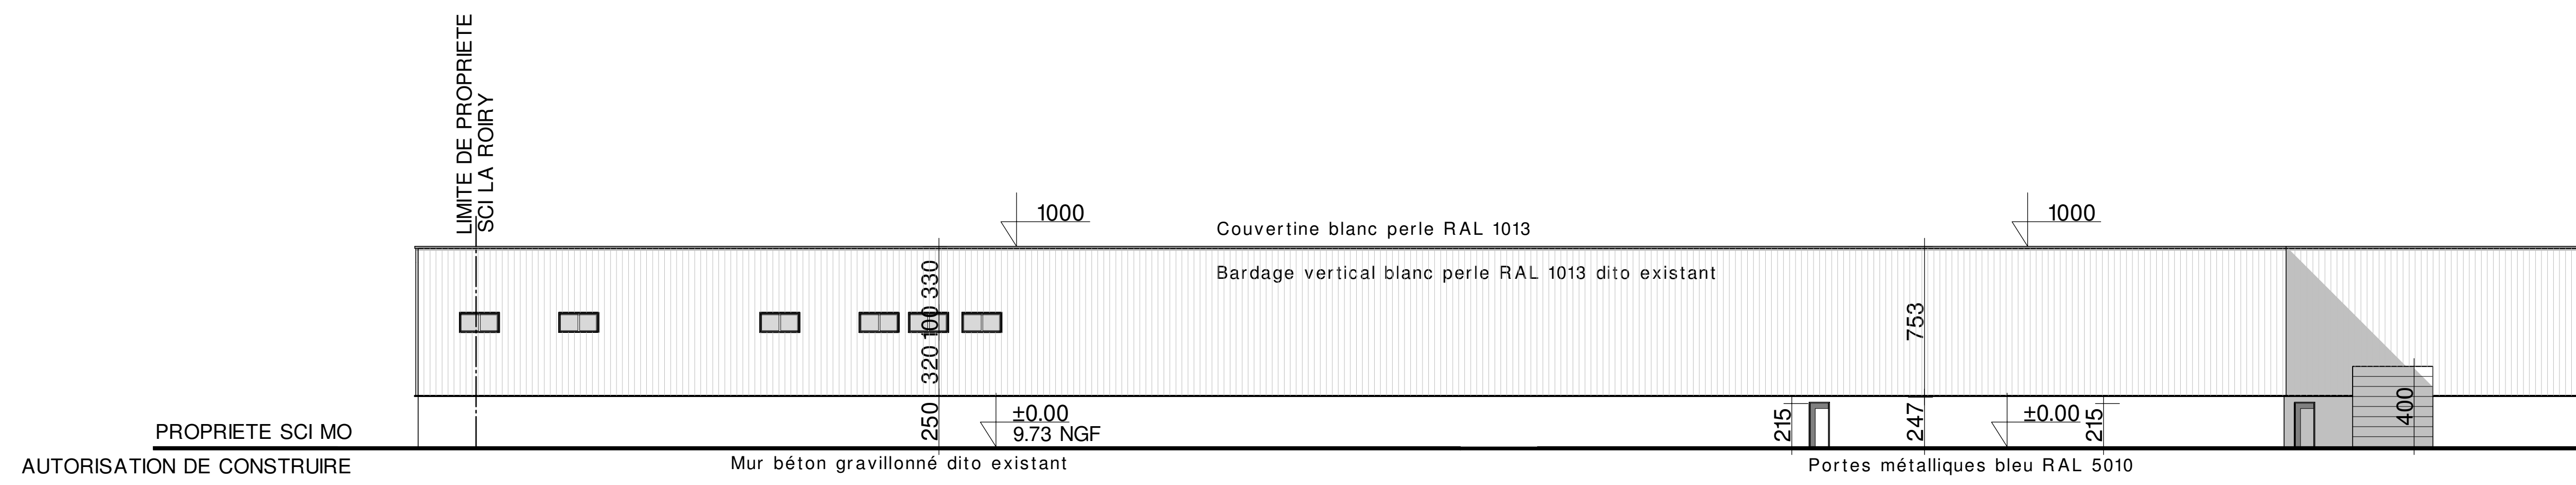 LIMITE DE PROPRIETE
SCI LA ROIRY
1000
Couvertine blanc perle RAL 1013
1000
330
Bardage vertical blanc perle RAL 1013 dito existant
100
753
320
400
250
±0.00
9.73 NGF
215
247
±0.00
215
PROPRIETE SCI MO
AUTORISATION DE CONSTRUIRE
Mur béton gravillonné dito existant
Portes métalliques bleu RAL 5010